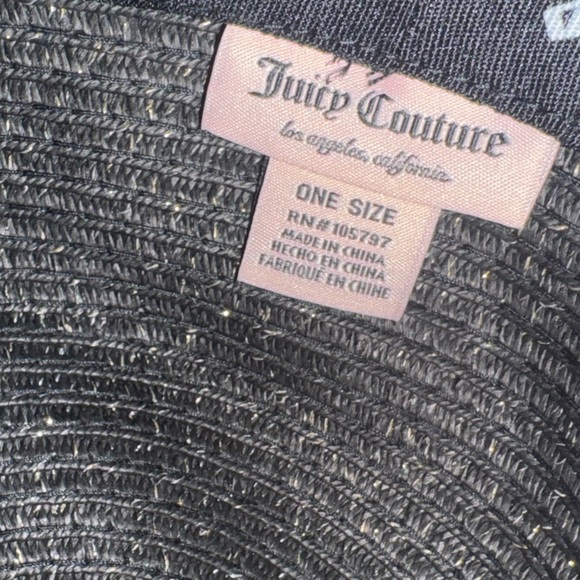 Juicy Couture
los angeles, california
ONE SIZE
RN# 105797
MADE IN CHINA
HECHO EN CHINA
FABRIQUÉ EN CHINE